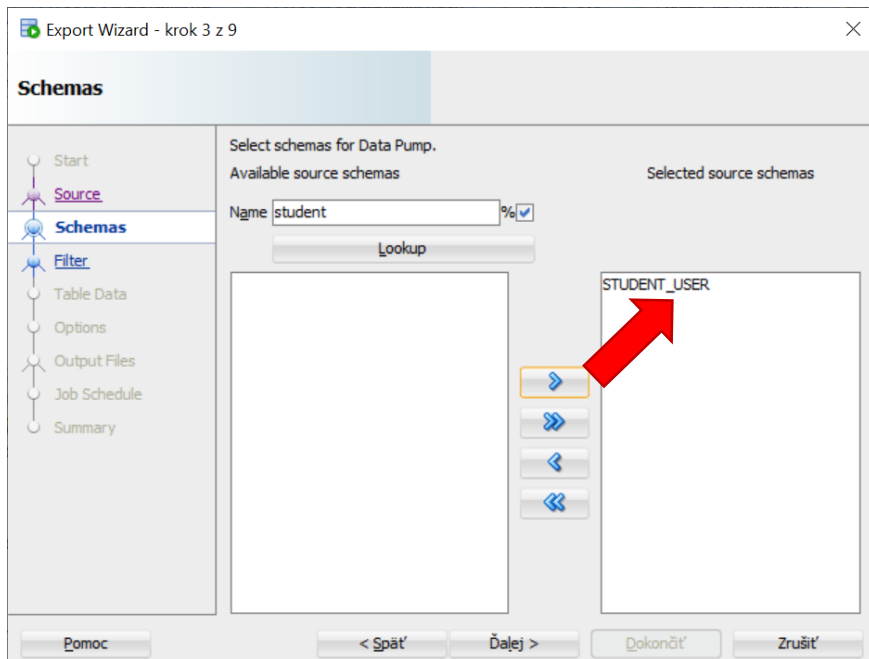 Export Wizard - krok 3 z 9
Schemas
Start
Source
Schemas
Filter
Table Data
Options
Output Files
Job Schedule
Summary
Select schemas for Data Pump.
Available source schemas
Selected source schemas
Name student %
Lookup
STUDENT_USER
Pomoc
< Späť
Ďalej >
Dokončiť
Zrušiť